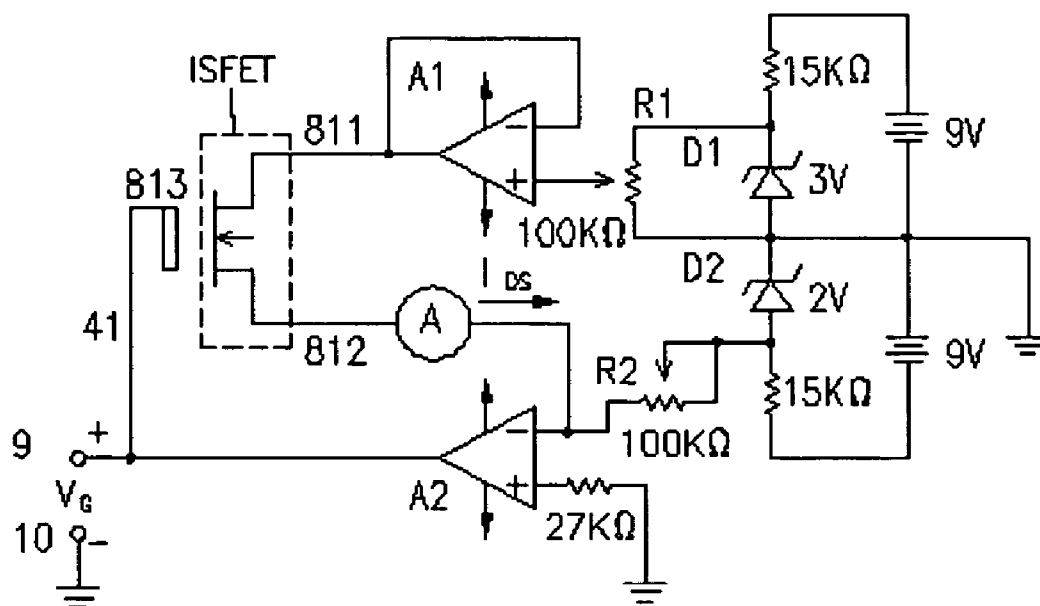 ISFET
A1
811
813
R1
100KΩ
15KΩ
D1
3V
9V
D2
2V
I DS
A
41
812
R2
100KΩ
15KΩ
9V
9
+
−
V_G
10
−
A2
−
+
−
+
27KΩ